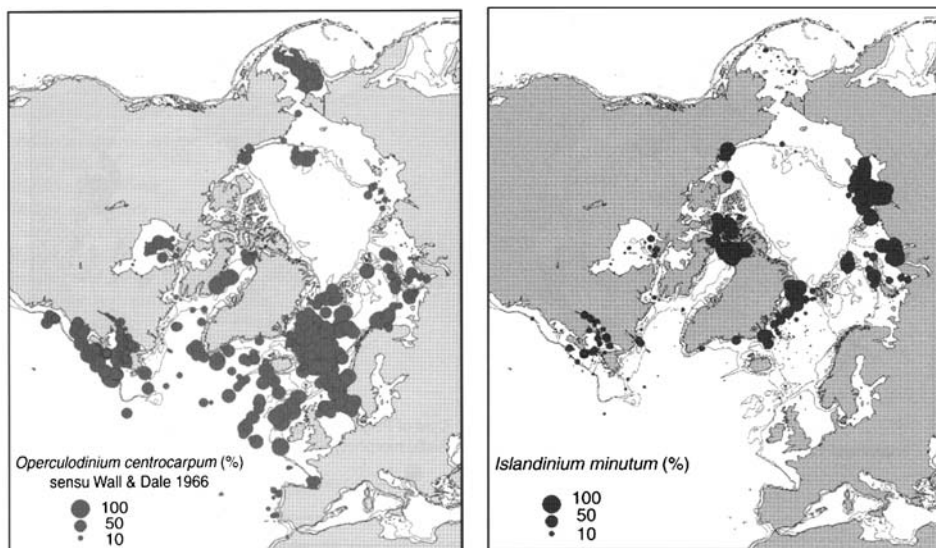 Operculodinium centrocarpum (%)
sensu Wall & Dale 1966
100
50
10
Islandinium minutum (%)
100
50
10